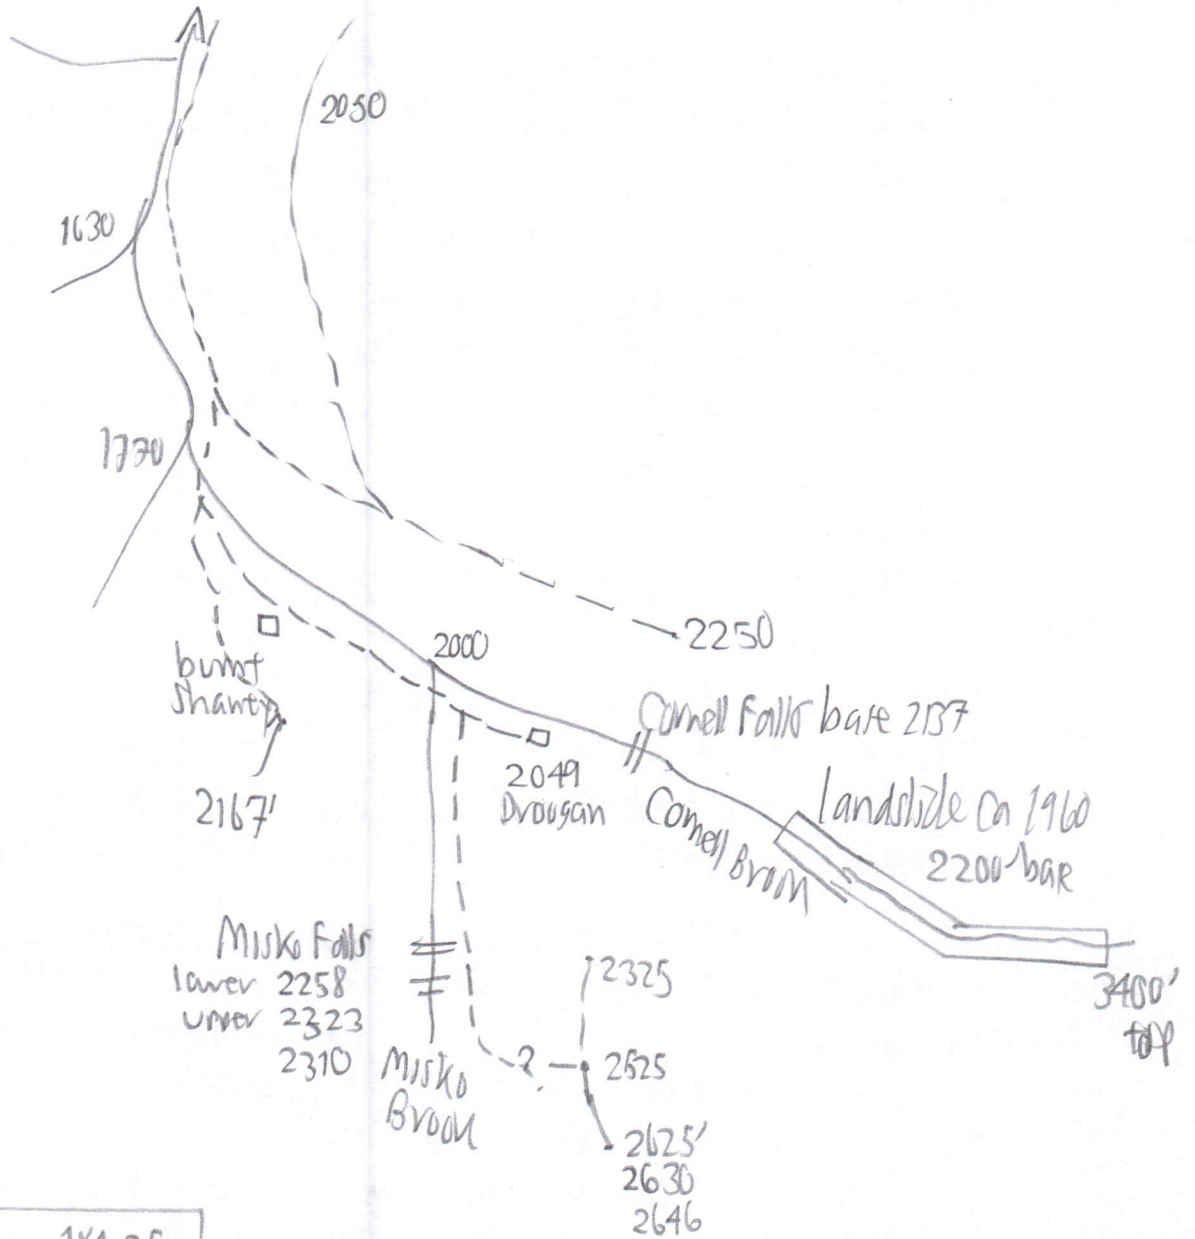 2050
1630
1770
2000
2250
burnt
shanty
2167'
Cornell Falls base 2137
2049
Drougan
Cornell Brook
landslide ca 1960
2200 base
3400'
top
Misko Falls
lower 2258
upper 2323
2310
Misko
Brook
2325
?
2525
2625'
2630
2646